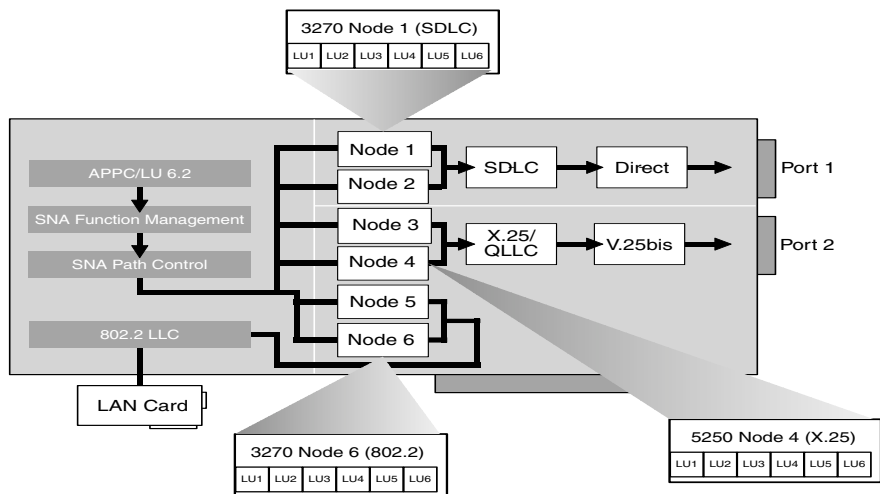 3270 Node 1 (SDLC)
LU1 LU2 LU3 LU4 LU5 LU6
Node 1
Node 2
SDLC
Direct
Port 1
APPC/LU 6.2
SNA Function Management
SNA Path Control
Node 3
Node 4
X.25/
QLLC
V.25bis
Port 2
Node 5
Node 6
802.2 LLC
LAN Card
3270 Node 6 (802.2)
LU1 LU2 LU3 LU4 LU5 LU6
5250 Node 4 (X.25)
LU1 LU2 LU3 LU4 LU5 LU6